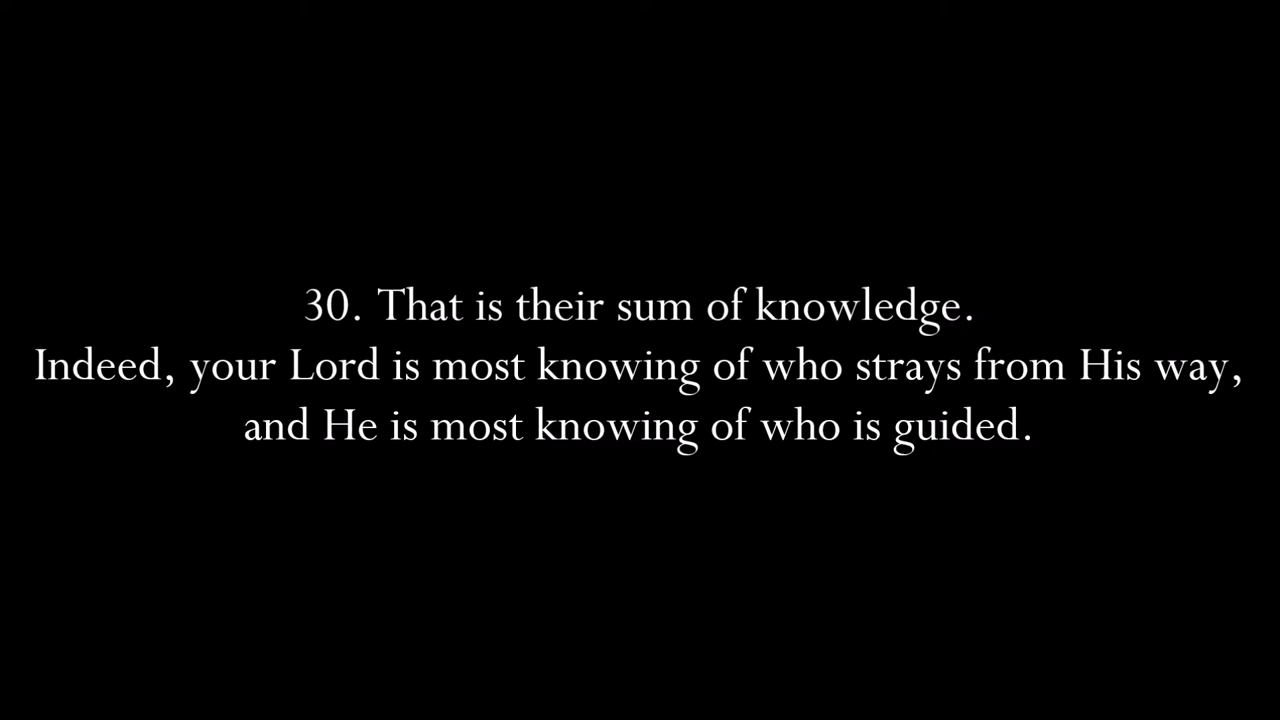 30. That is their sum of knowledge.
Indeed, your Lord is most knowing of who strays from His way,
and He is most knowing of who is guided.